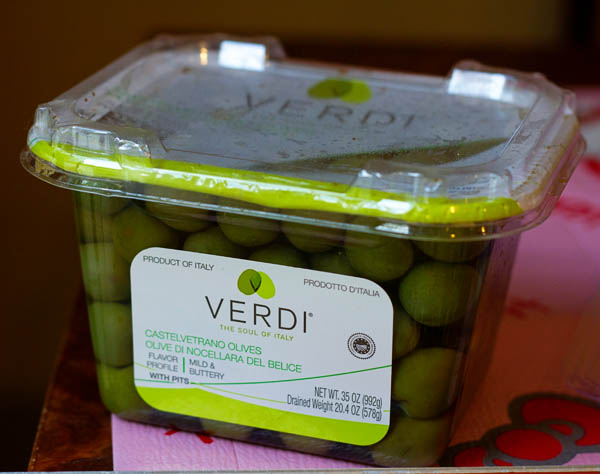 VERDI
PRODUCT OF ITALY
PRODOTTO D'ITALIA
VERDI®
THE SOUL OF ITALY
CASTELVETRANO OLIVES
OLIVE DI NOCELLARA DEL BELICE
FLAVOR PROFILE | MILD & BUTTERY
WITH PITS
NET WT. 35 OZ (992g)
Drained Weight 20.4 OZ (578g)